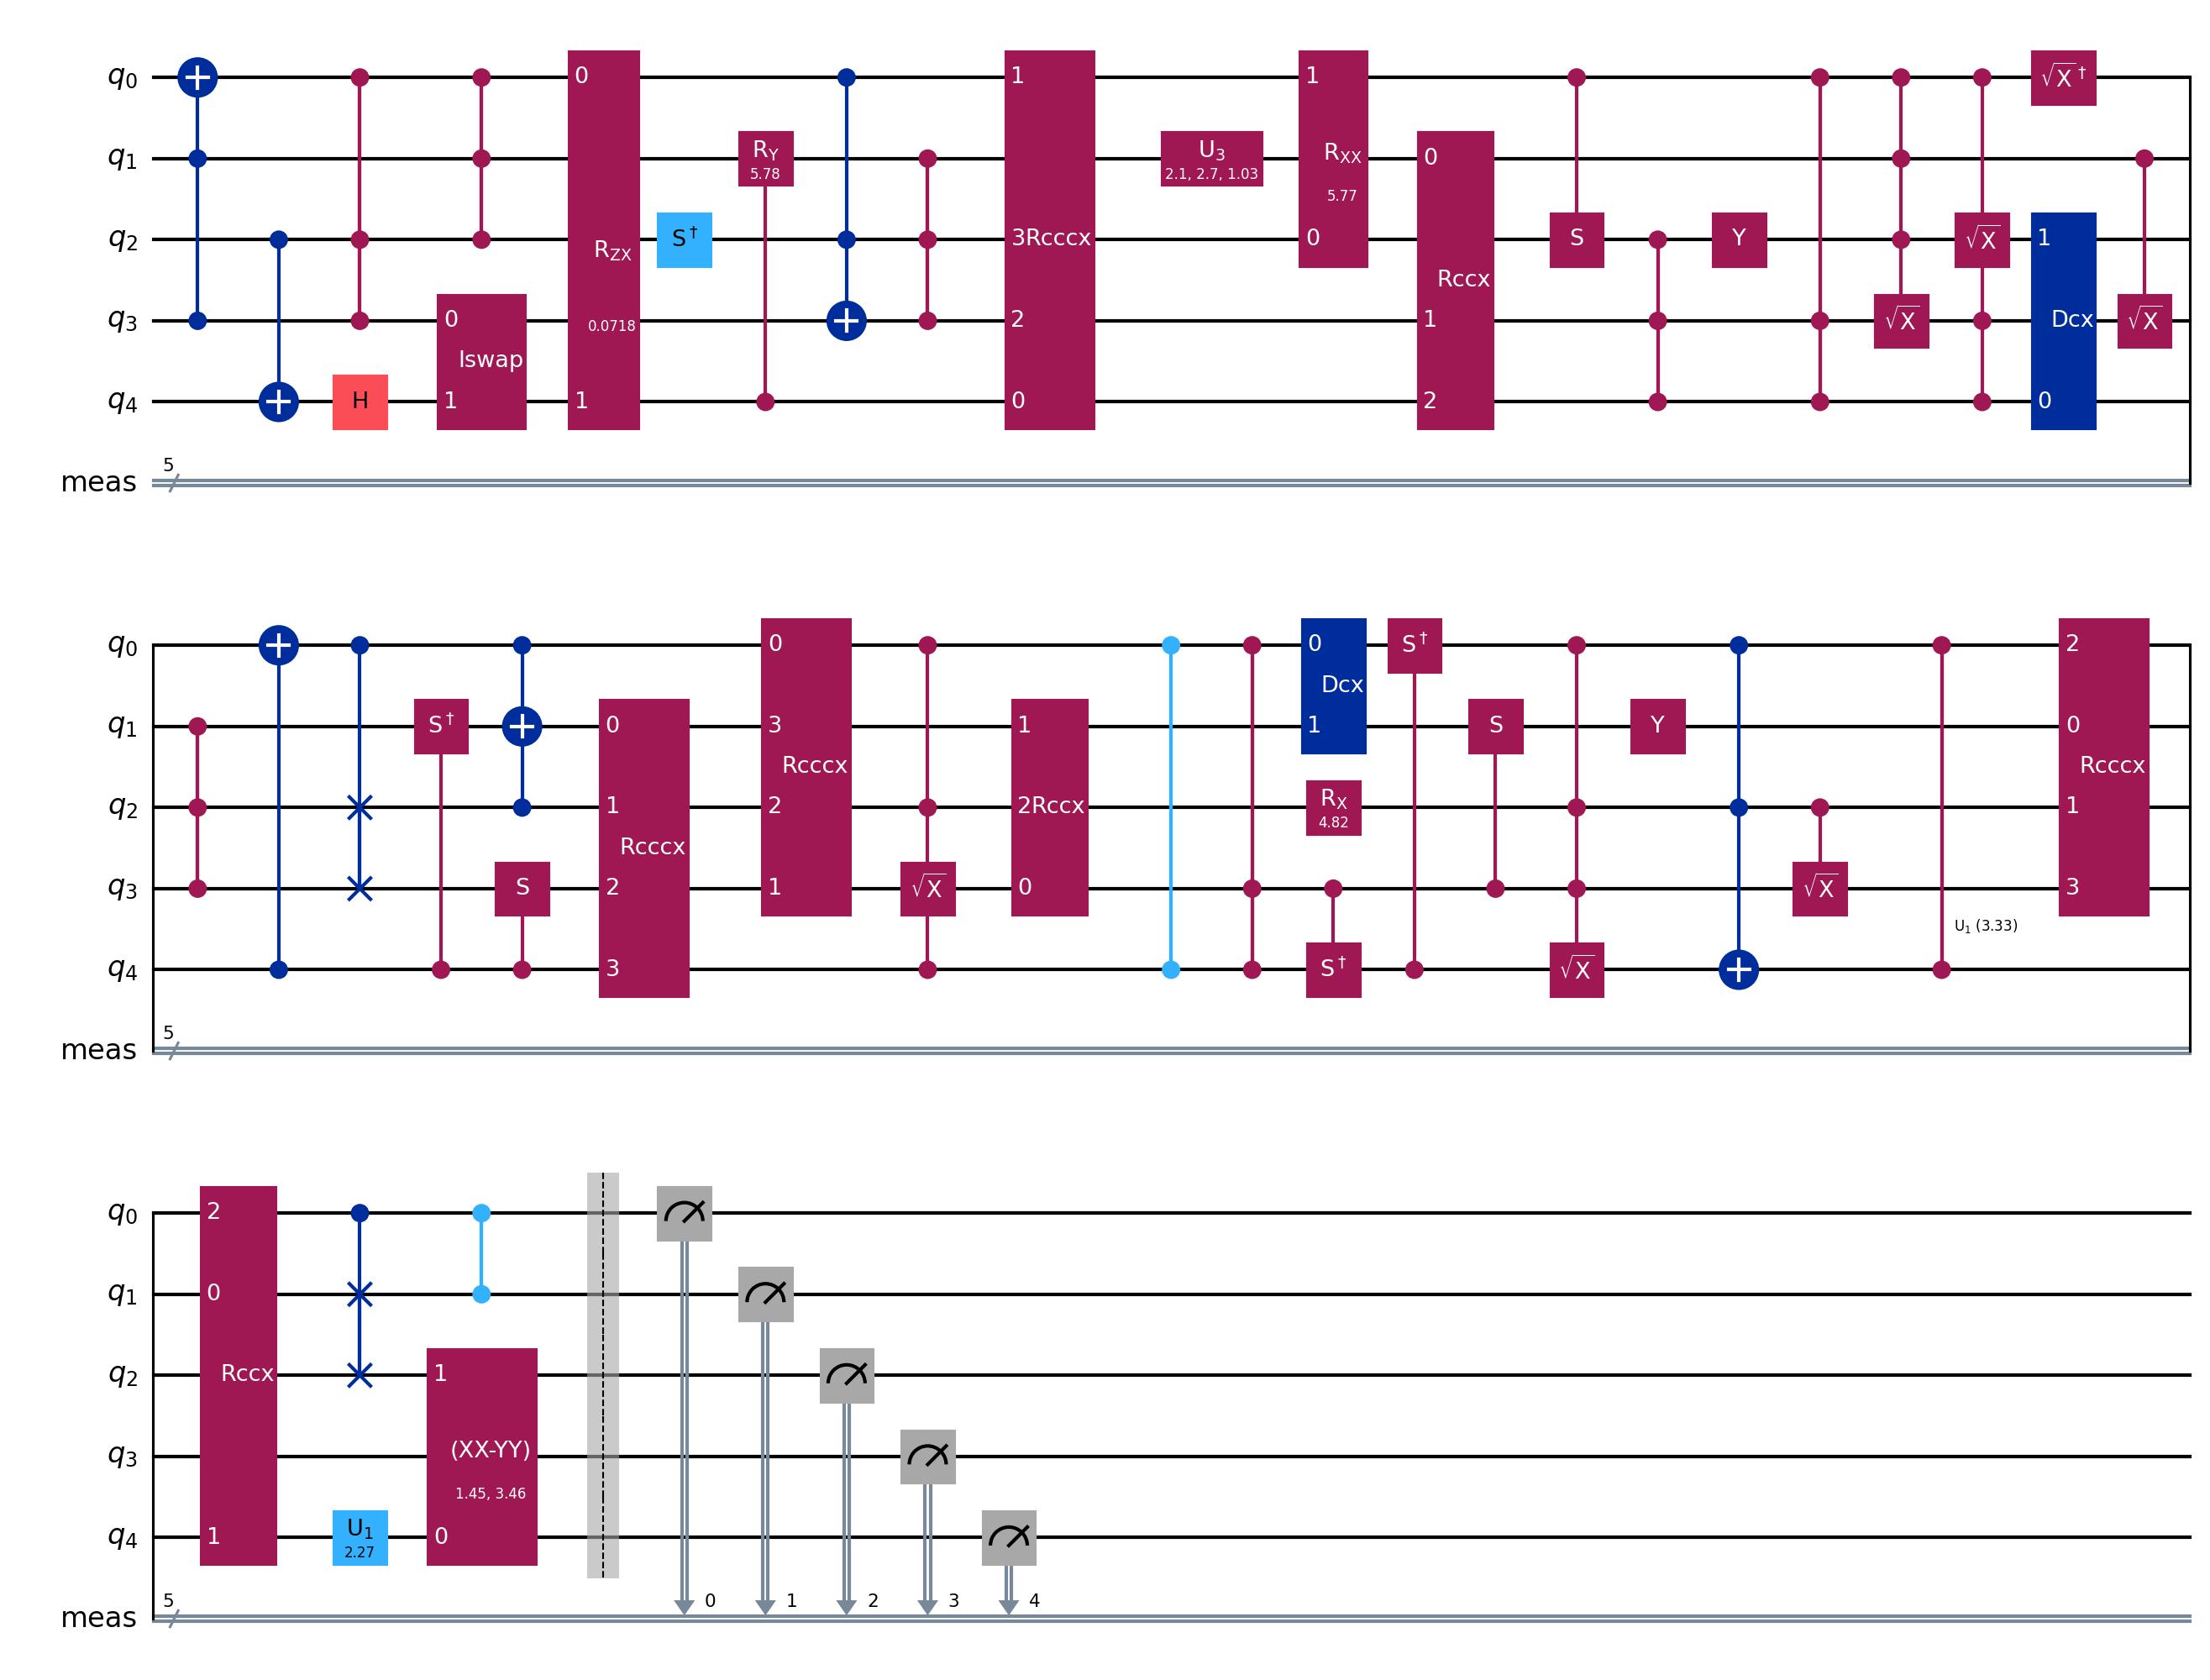 q0 0 1 1 √X†
q1 RY 5.78 U3 2.1, 2.7, 1.03 RXX 5.77 0
q2 RZX S† 3Rcccx 0 Rccx S Y √X 1
q3 0 Iswap 0.0718 2 1 √X Dcx √X
q4 H 1 1 0 2 0
meas 5
q0 0 0 S† 2
q1 S† 0 3 Rcccx 1 Dcx 1 S Y 0 Rcccx
q2 1 Rcccx 2 2Rccx RX 4.82 1
q3 S 2 1 √X 0 √X U1 (3.33) 3
q4 3 S† √X
meas 5
q0 2
q1 0
q2 Rccx 1
q3 (XX-YY) 1.45, 3.46
q4 1 U1 2.27 0
meas 5 0 1 2 3 4